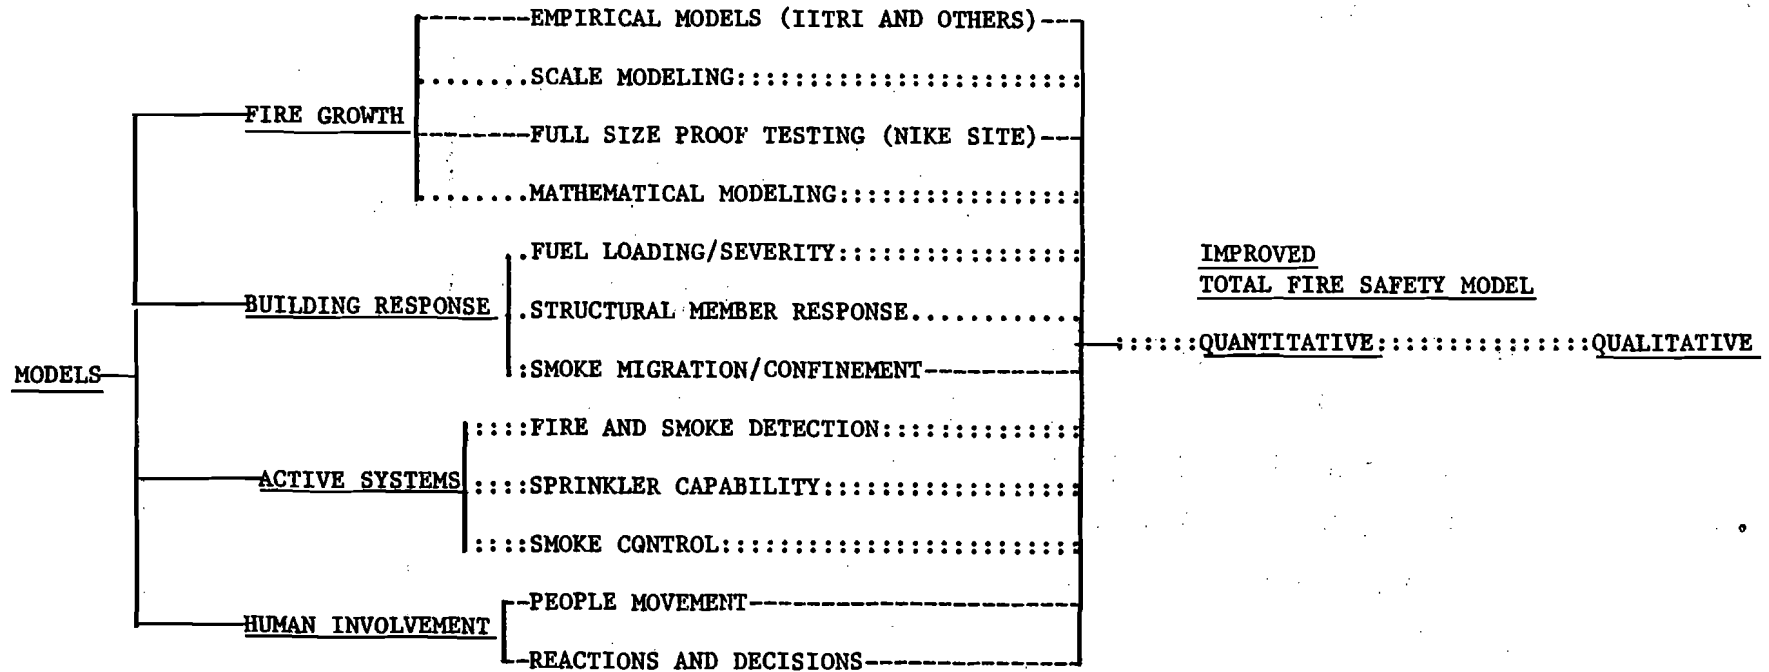 EMPIRICAL MODELS (IITRI AND OTHERS)
SCALE MODELING
FIRE GROWTH
FULL SIZE PROOF TESTING (NIKE SITE)
MATHEMATICAL MODELING
FUEL LOADING/SEVERITY
BUILDING RESPONSE
STRUCTURAL MEMBER RESPONSE
SMOKE MIGRATION/CONFINEMENT
MODELS
FIRE AND SMOKE DETECTION
ACTIVE SYSTEMS
SPRINKLER CAPABILITY
SMOKE CONTROL
PEOPLE MOVEMENT
HUMAN INVOLVEMENT
REACTIONS AND DECISIONS
IMPROVED
TOTAL FIRE SAFETY MODEL
QUANTITATIVE
QUALITATIVE